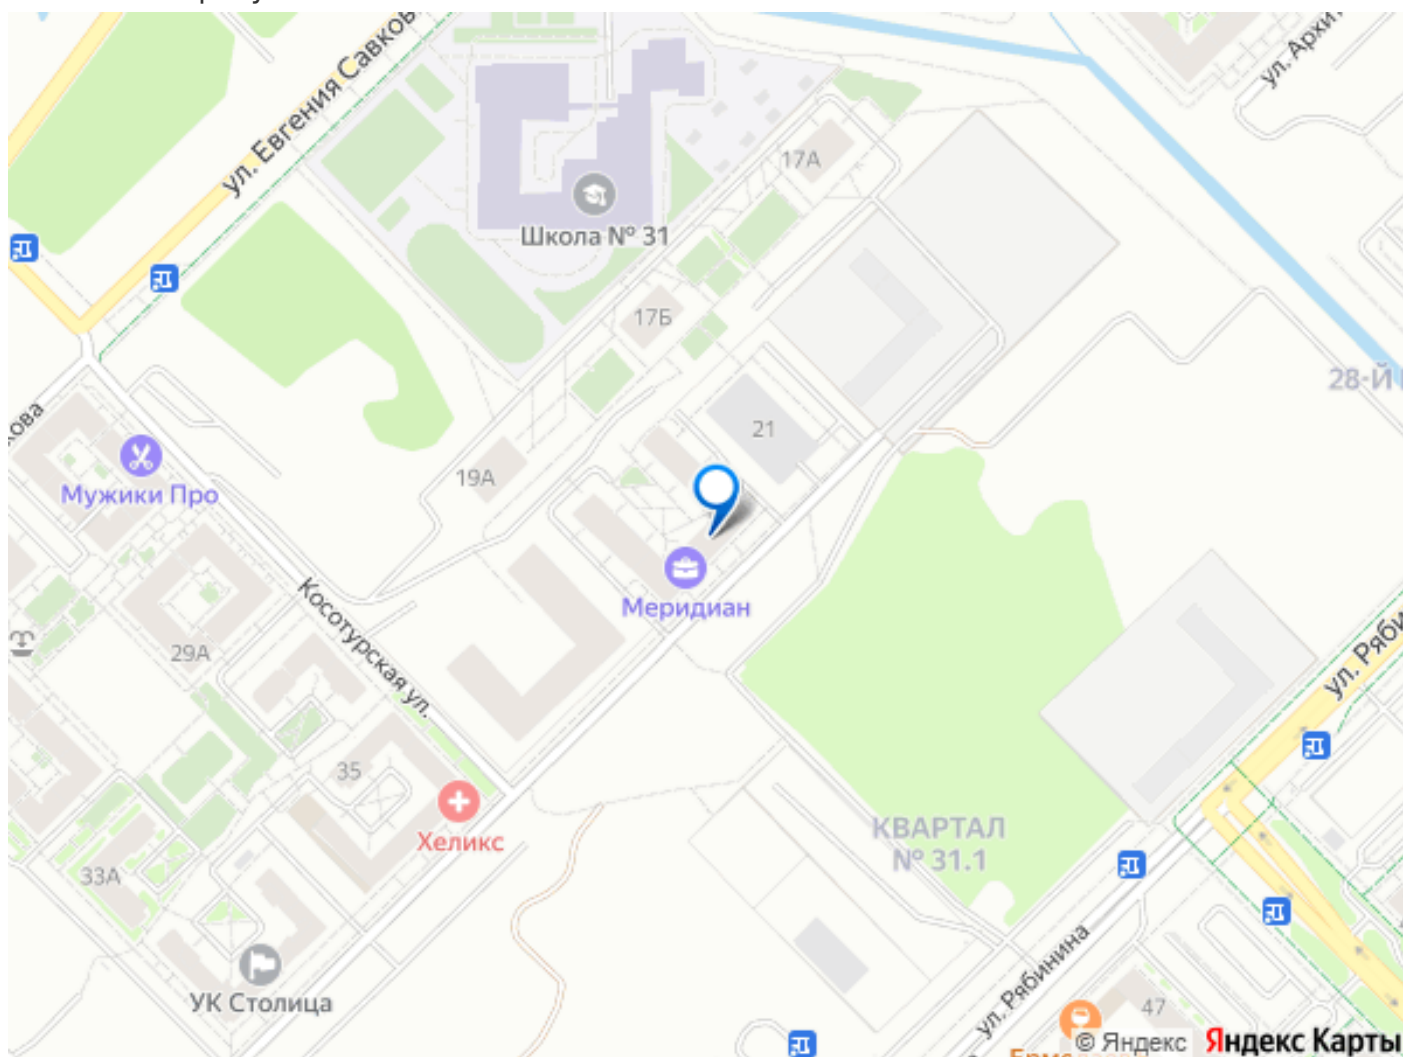 ул. Евгения Савков
ул. Архи
17А
Школа № 31
17Б
28-Й
21
Мужики Про
19А
Меридиан
Косотурская ул.
29А
ул. Ряби
35
Хеликс
КВАРТАЛ
№ 31.1
33А
УК Столица
ул. Рябинина
47
© Яндекс
Яндекс Карты